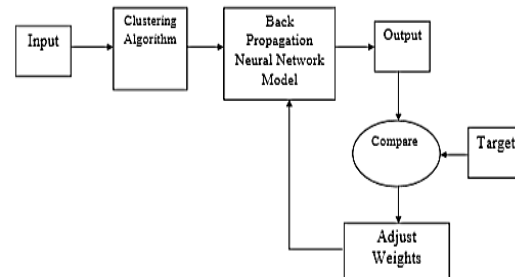 Input
Clustering
Algorithm
Back
Propagation
Neural Network
Model
Output
Compare
Target
Adjust
Weights